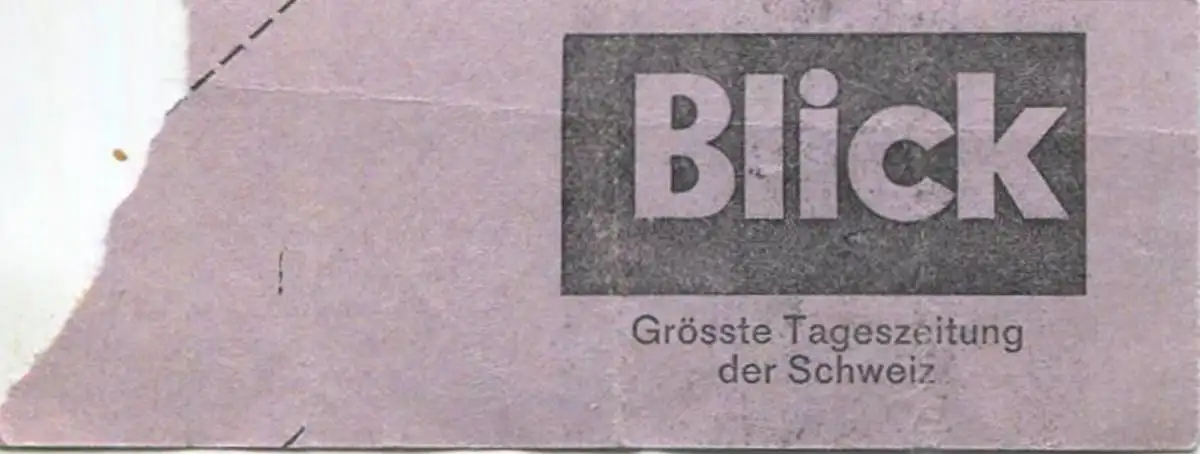 Blick
Grösste Tageszeitung
der Schweiz